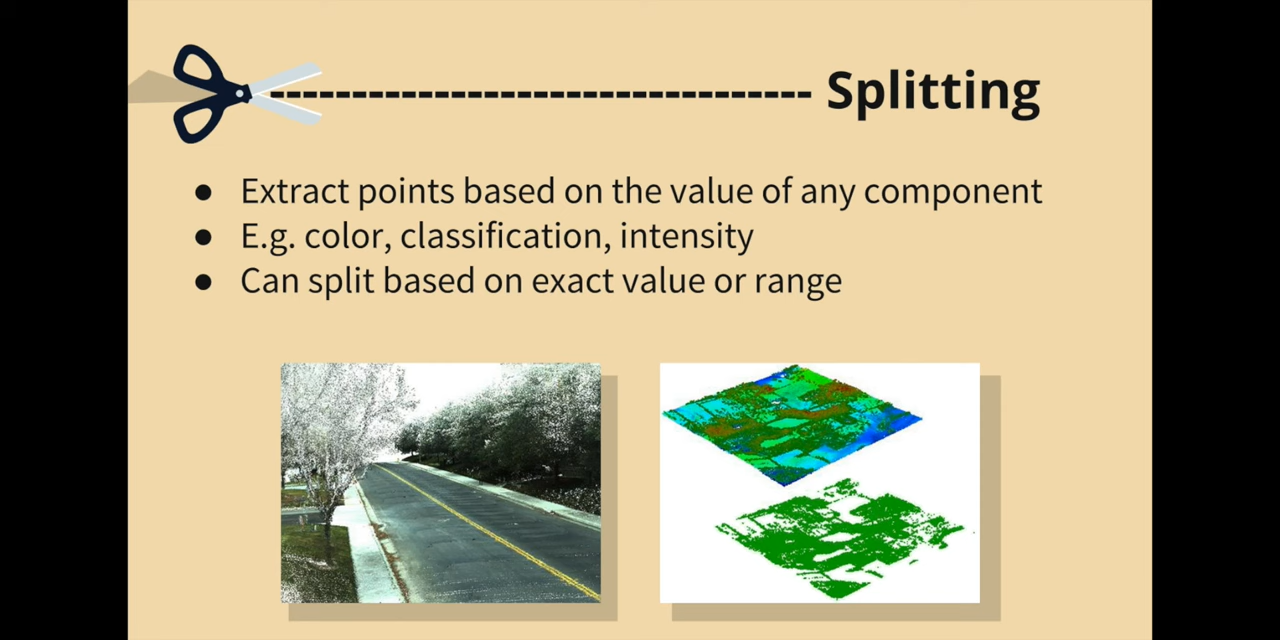 Splitting
● Extract points based on the value of any component
● E.g. color, classification, intensity
● Can split based on exact value or range